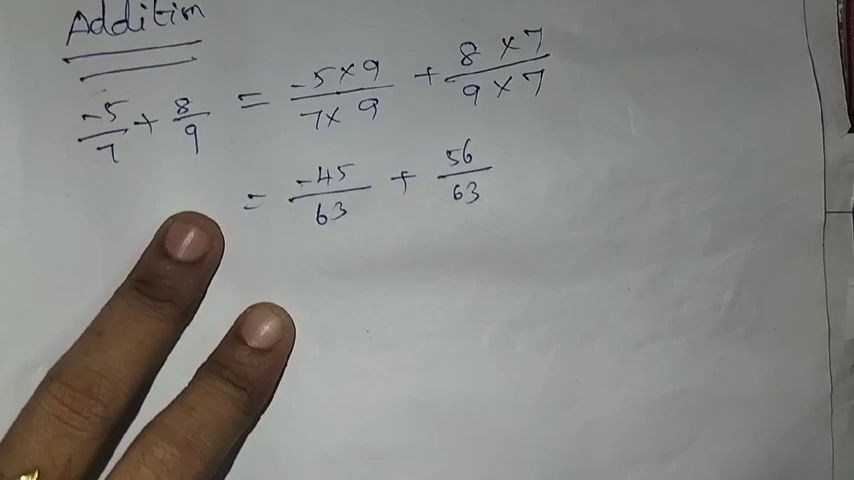 Addition
-5/7 + 8/9 = -5×9/7×9 + 8×7/9×7
= -45/63 + 56/63